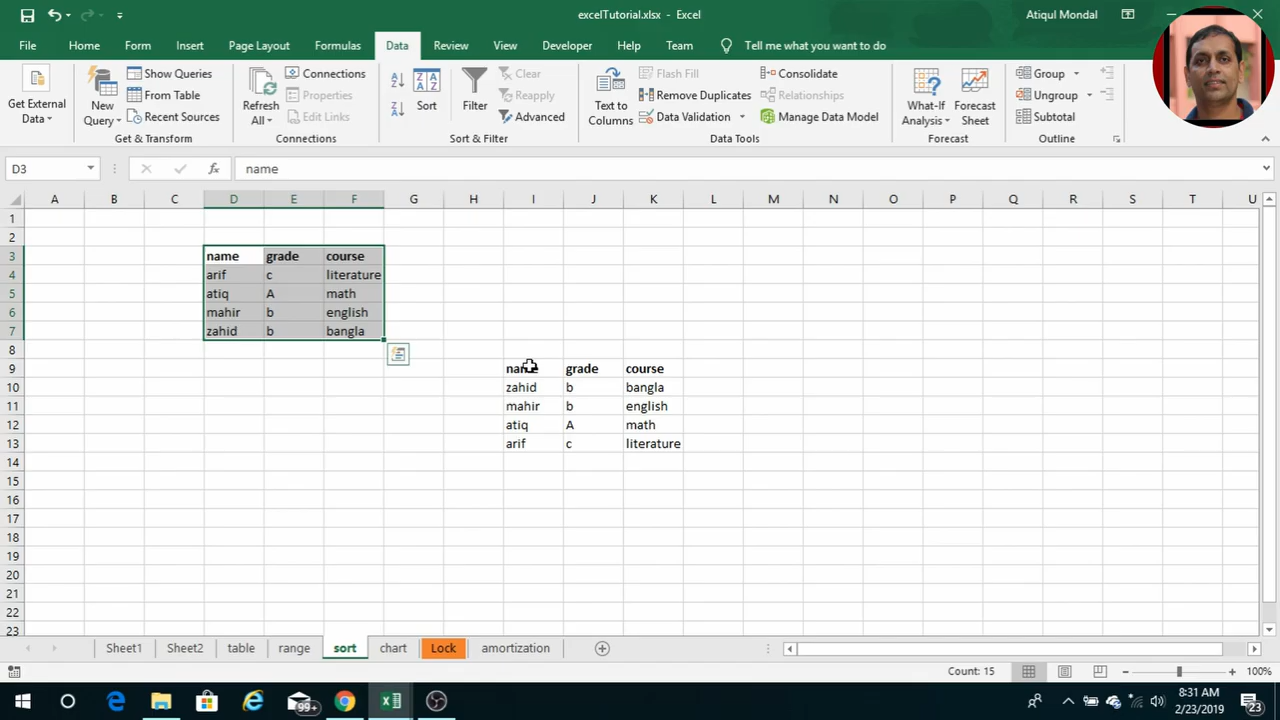 excelTutorial.xlsx - Excel
Atiqul Mondal
File Home Form Insert Page Layout Formulas Data Review View Developer Help Team Tell me what you want to do
Get External Data
New Query
Show Queries
From Table
Recent Sources
Get & Transform
Refresh All
Connections
Properties
Edit Links
Connections
Sort
Filter
Clear
Reapply
Advanced
Sort & Filter
Text to Columns
Flash Fill
Remove Duplicates
Data Validation
Consolidate
Relationships
Manage Data Model
Data Tools
What-If Analysis
Forecast Sheet
Forecast
Group
Ungroup
Subtotal
Outline
D3 fx name
A B C D E F G H I J K L M N O P Q R S T U
1
2
3 name grade course
4 arif c literature
5 atiq A math
6 mahir b english
7 zahid b bangla
8
9 grade course
10 zahid b bangla
11 mahir b english
12 atiq A math
13 arif c literature
14
15
16
17
18
19
20
21
22
23
Sheet1 Sheet2 table range sort chart Lock amortization
Count: 15 100%
99+
8:31 AM
2/23/2019
23